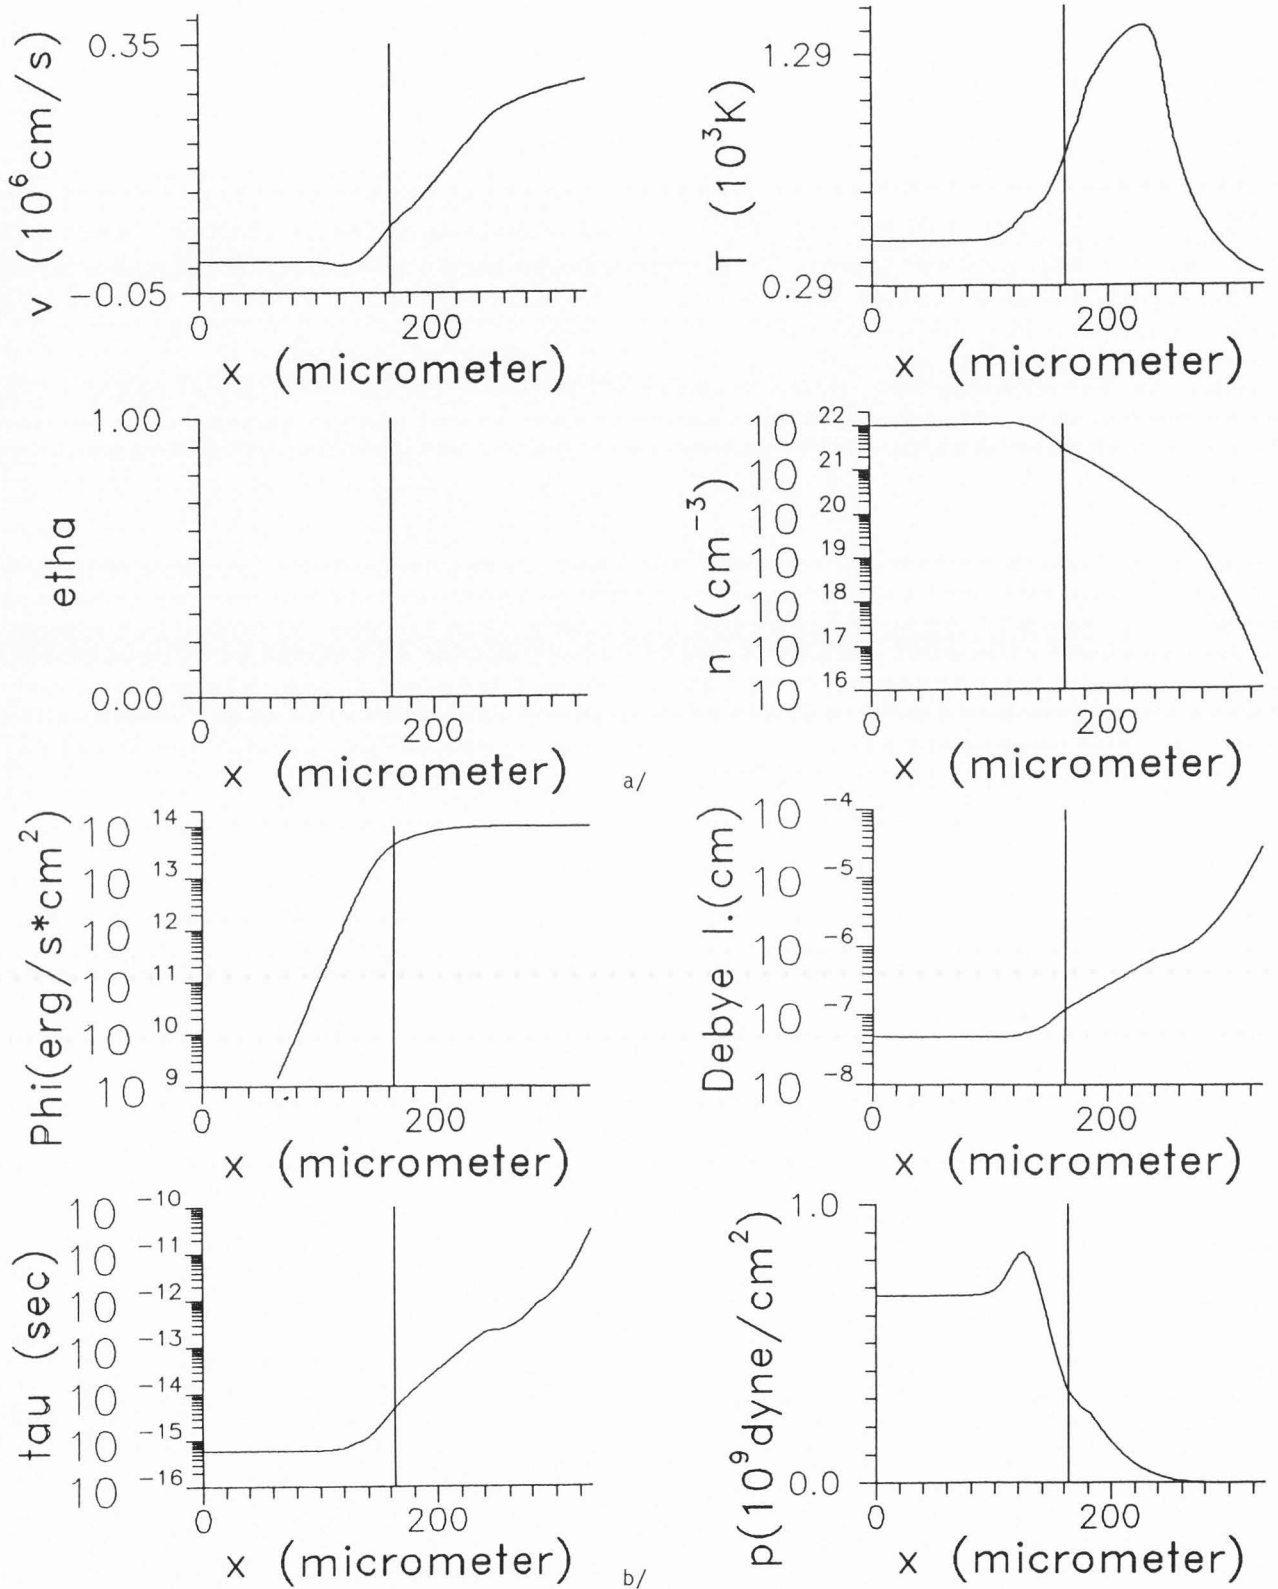 v (10⁶cm/s)
0.35
-0.05
0
200
x (micrometer)
T (10³K)
1.29
0.29
0
200
x (micrometer)
etha
1.00
0.00
0
200
x (micrometer)
n (cm⁻³)
10²²
10²¹
10²⁰
10¹⁹
10¹⁸
10¹⁷
10¹⁶
0
200
x (micrometer)
a/
Phi(erg/s*cm²)
10¹⁴
10¹³
10¹²
10¹¹
10¹⁰
10⁹
0
200
x (micrometer)
Debye l.(cm)
10⁻⁴
10⁻⁵
10⁻⁶
10⁻⁷
10⁻⁸
0
200
x (micrometer)
tau (sec)
10⁻¹⁰
10⁻¹¹
10⁻¹²
10⁻¹³
10⁻¹⁴
10⁻¹⁵
10⁻¹⁶
0
200
x (micrometer)
p(10⁹dyne/cm²)
1.0
0.0
0
200
x (micrometer)
b/